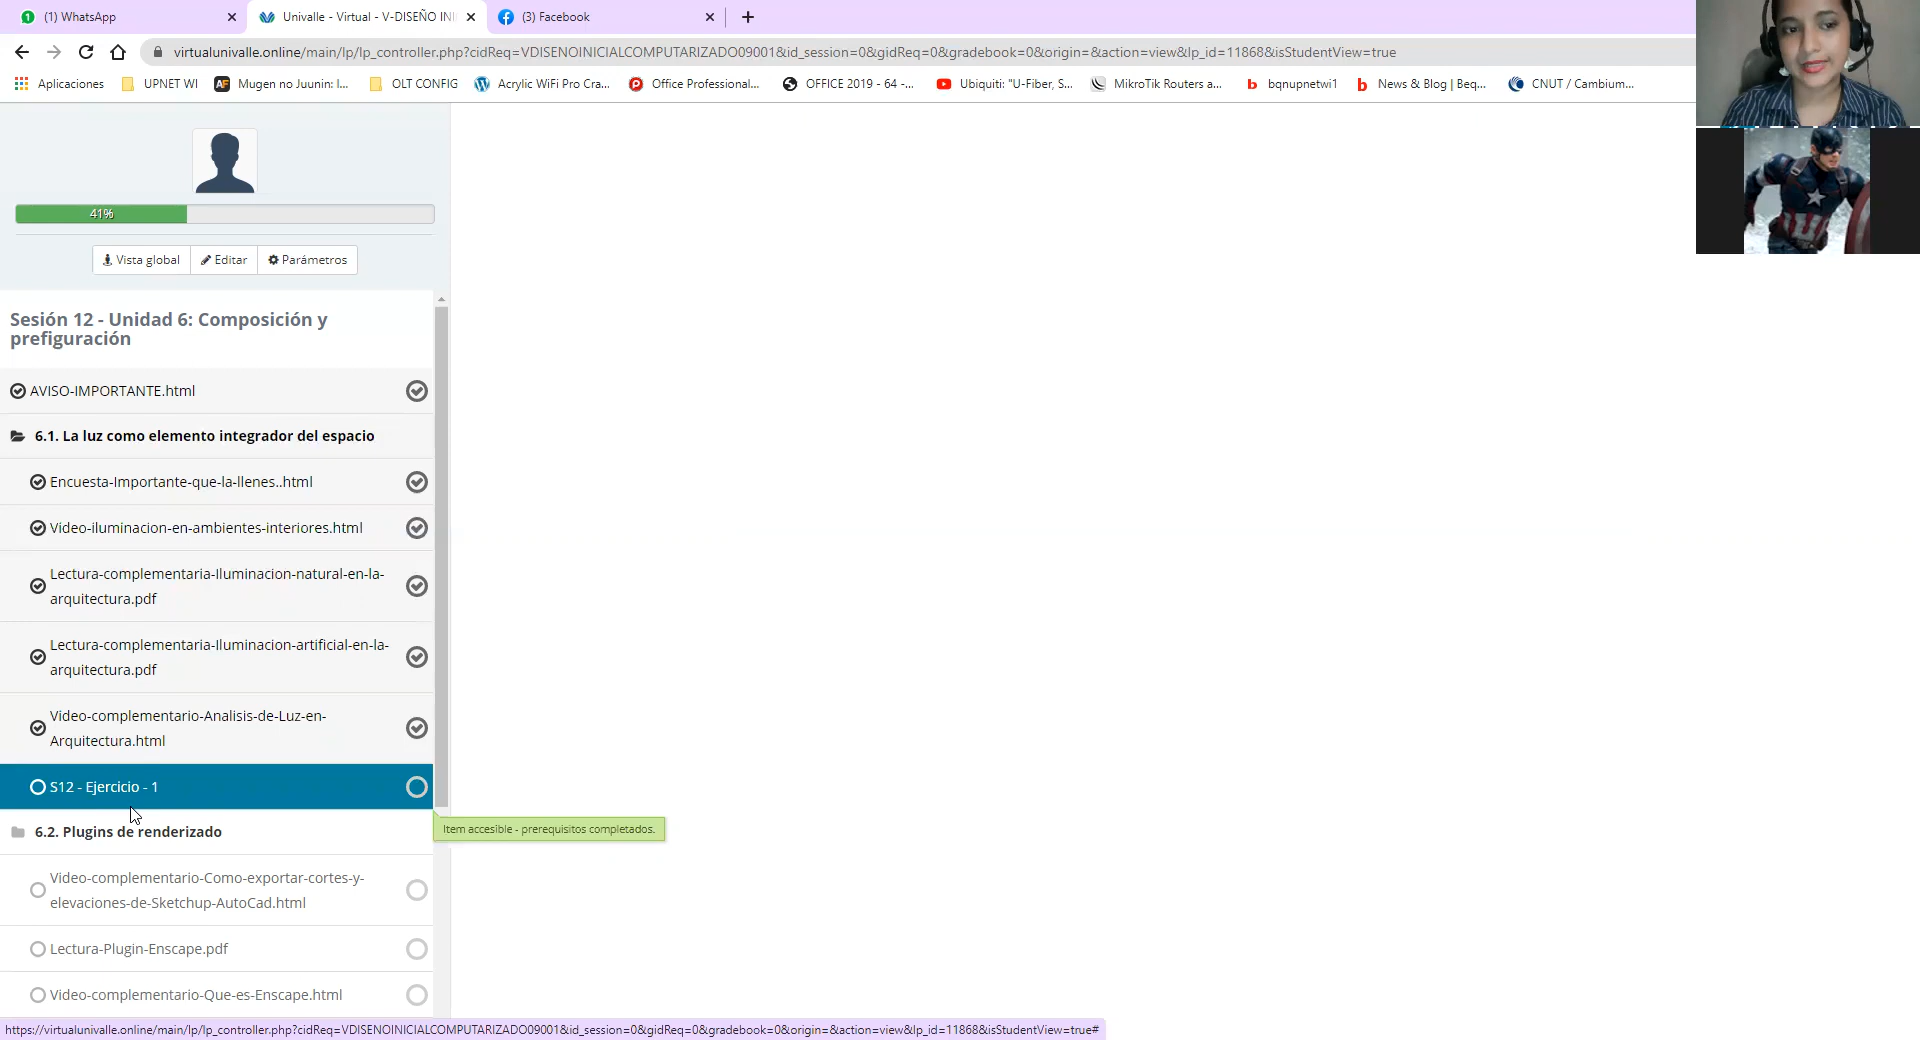 (1) WhatsApp
Univalle - Virtual - V-DISEÑO INI
(3) Facebook
virtualunivalle.online/main/lp/lp_controller.php?cidReq=VDISENOINICIALCOMPUTARIZADO09001&id_session=0&gidReq=0&gradebook=0&origin=&action=view&lp_id=11868&isStudentView=true
Aplicaciones UPNET WI Mugen no Juunin: I... OLT CONFIG Acrylic WiFi Pro Cra... Office Professional... OFFICE 2019 - 64 -... Ubiquiti: "U-Fiber, S... MikroTik Routers a... bqnupnetwi1 News & Blog | Beq... CNUT / Cambium...
41%
Vista global Editar Parámetros
Sesión 12 - Unidad 6: Composición y
prefiguración
AVISO-IMPORTANTE.html
6.1. La luz como elemento integrador del espacio
Encuesta-Importante-que-la-llenes..html
Video-iluminacion-en-ambientes-interiores.html
Lectura-complementaria-Iluminacion-natural-en-la-
arquitectura.pdf
Lectura-complementaria-Iluminacion-artificial-en-la-
arquitectura.pdf
Video-complementario-Analisis-de-Luz-en-
Arquitectura.html
S12 - Ejercicio - 1
Item accesible - prerequisitos completados.
6.2. Plugins de renderizado
Video-complementario-Como-exportar-cortes-y-
elevaciones-de-Sketchup-AutoCad.html
Lectura-Plugin-Enscape.pdf
Video-complementario-Que-es-Enscape.html
https://virtualunivalle.online/main/lp/lp_controller.php?cidReq=VDISENOINICIALCOMPUTARIZADO09001&id_session=0&gidReq=0&gradebook=0&origin=&action=view&lp_id=11868&isStudentView=true#